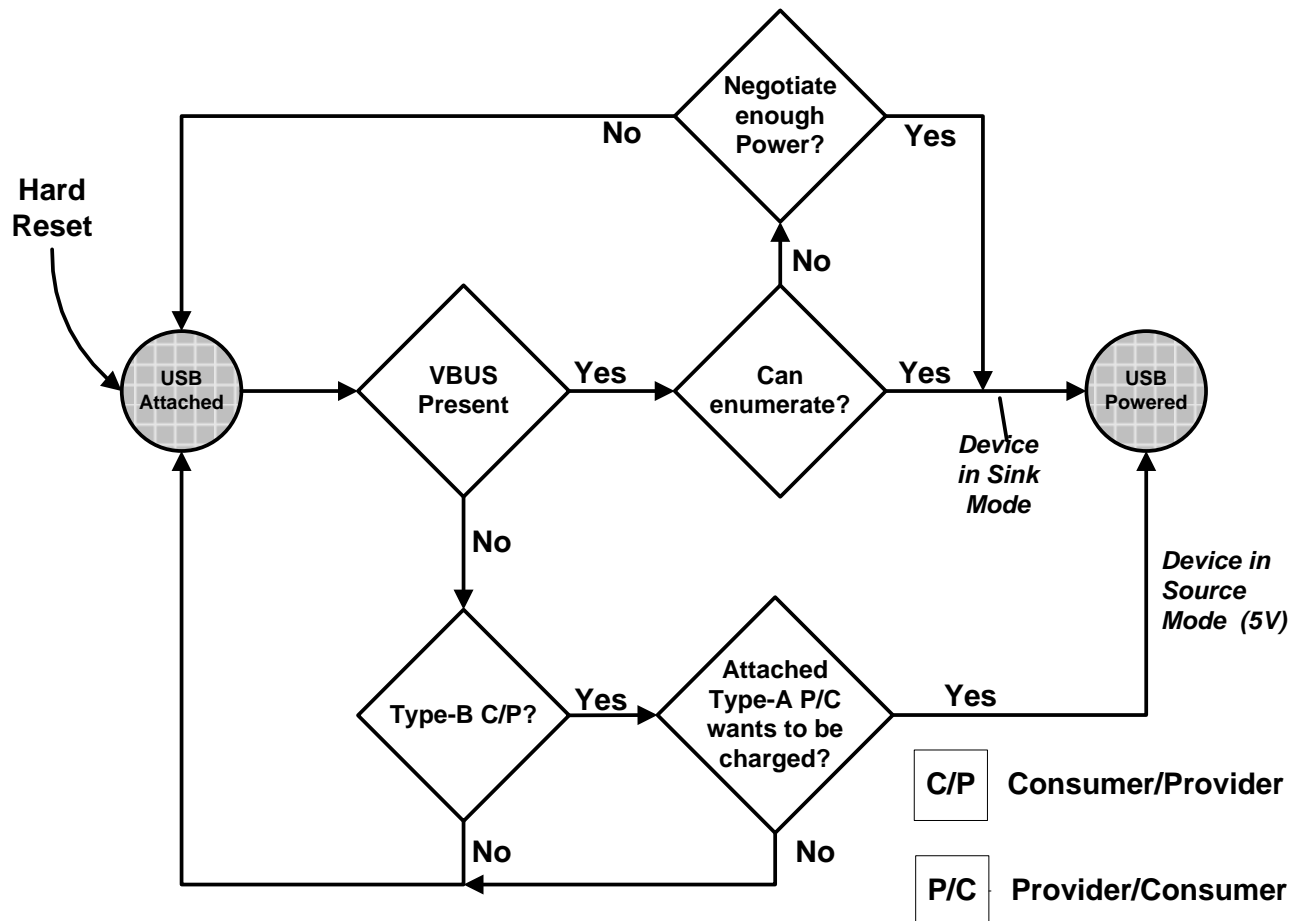 Negotiate
enough
Power?
No
Yes
Hard
Reset
No
USB
Attached
VBUS
Present
Yes
Can
enumerate?
Yes
USB
Powered
Device
in Sink
Mode
No
Device in
Source
Mode (5V)
Type-B C/P?
Yes
Attached
Type-A P/C
wants to be
charged?
Yes
No
No
C/P Consumer/Provider
P/C Provider/Consumer